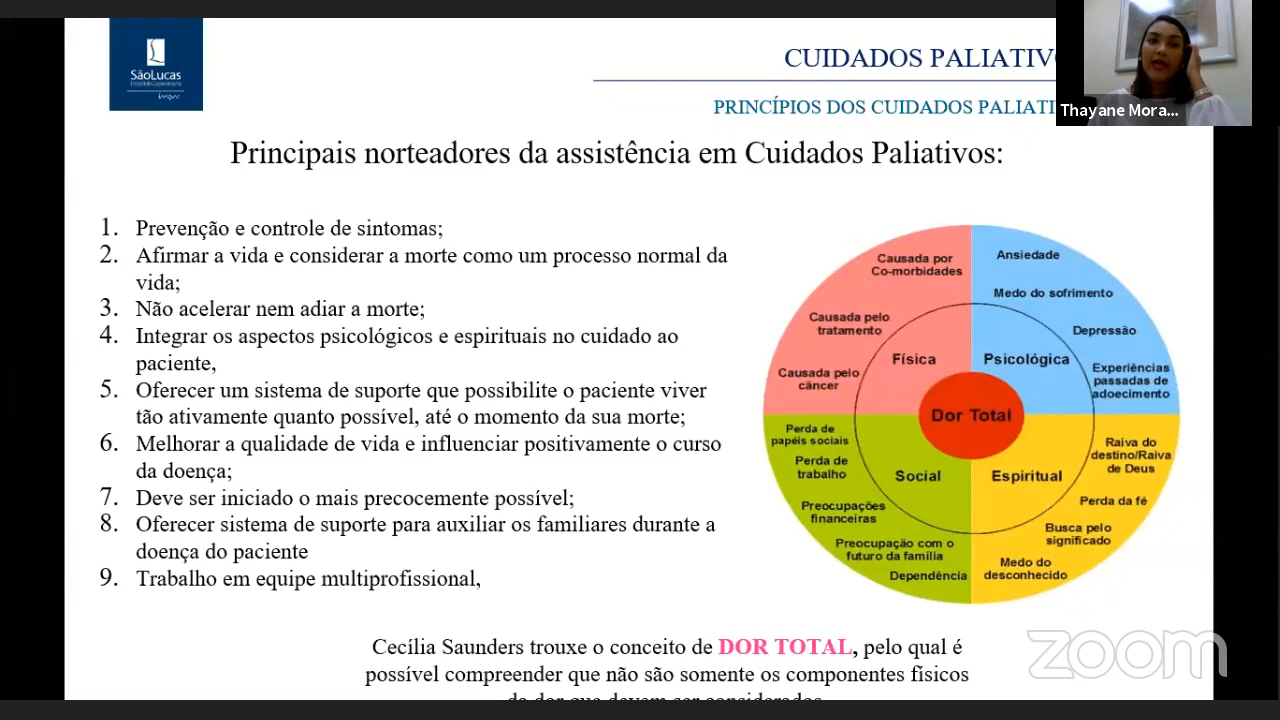 SãoLucas
CUIDADOS PALIATIV
PRINCÍPIOS DOS CUIDADOS PALIATI
Thayane Mora...
Principais norteadores da assistência em Cuidados Paliativos:
1. Prevenção e controle de sintomas;
2. Afirmar a vida e considerar a morte como um processo normal da
vida;
3. Não acelerar nem adiar a morte;
4. Integrar os aspectos psicológicos e espirituais no cuidado ao
paciente,
5. Oferecer um sistema de suporte que possibilite o paciente viver
tão ativamente quanto possível, até o momento da sua morte;
6. Melhorar a qualidade de vida e influenciar positivamente o curso
da doença;
7. Deve ser iniciado o mais precocemente possível;
8. Oferecer sistema de suporte para auxiliar os familiares durante a
doença do paciente
9. Trabalho em equipe multiprofissional,
Causada por
Co-morbidades
Causada pelo
tratamento
Causada pelo
câncer
Física
Ansiedade
Medo do sofrimento
Depressão
Experiências
passadas de
adoecimento
Psicológica
Dor Total
Perda de
papéis sociais
Perda de
trabalho
Preocupações
financeiras
Preocupação com o
futuro da família
Dependência
Social
Espiritual
Raiva do
destino/Raiva
de Deus
Perda da fé
Busca pelo
significado
Medo do
desconhecido
Cecília Saunders trouxe o conceito de DOR TOTAL, pelo qual é
possível compreender que não são somente os componentes físicos
da dor que devem ser considerados
zoom